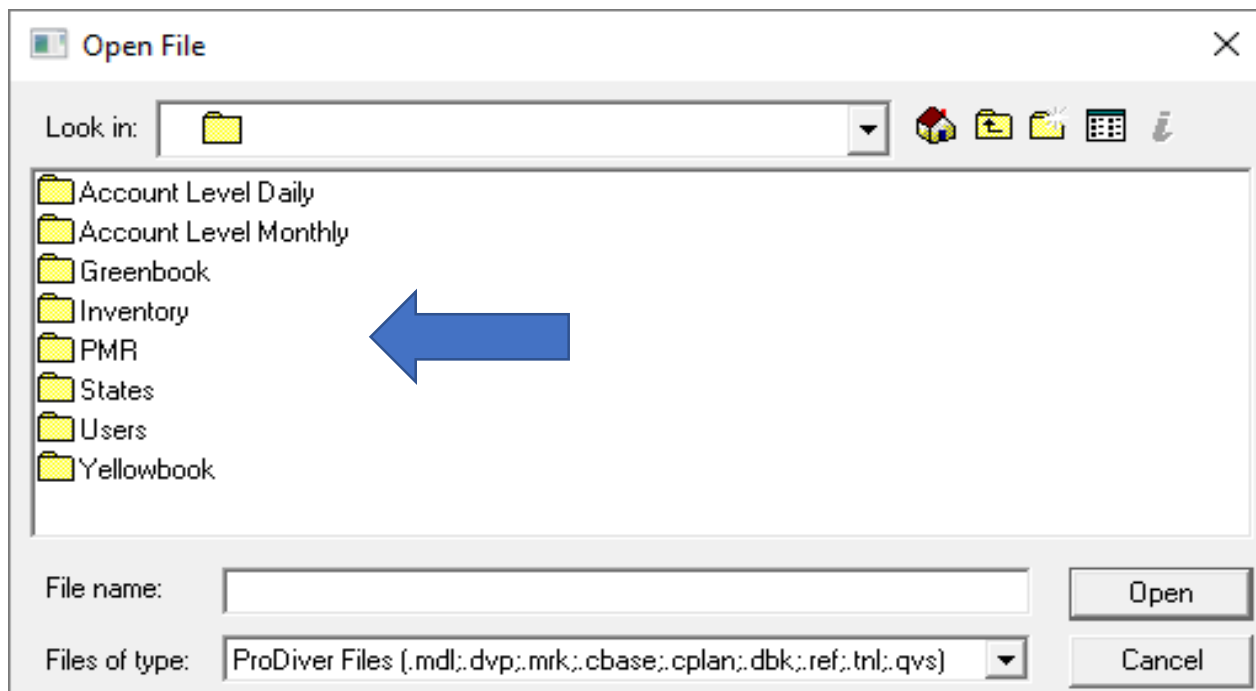 Open File
Look in:
Account Level Daily
Account Level Monthly
Greenbook
Inventory
PMR
States
Users
Yellowbook
File name:
Open
Files of type: ProDiver Files (.mdl;.dvp;.mrk;.cbase;.cplan;.dbk;.ref;.tnl;.qvs)
Cancel